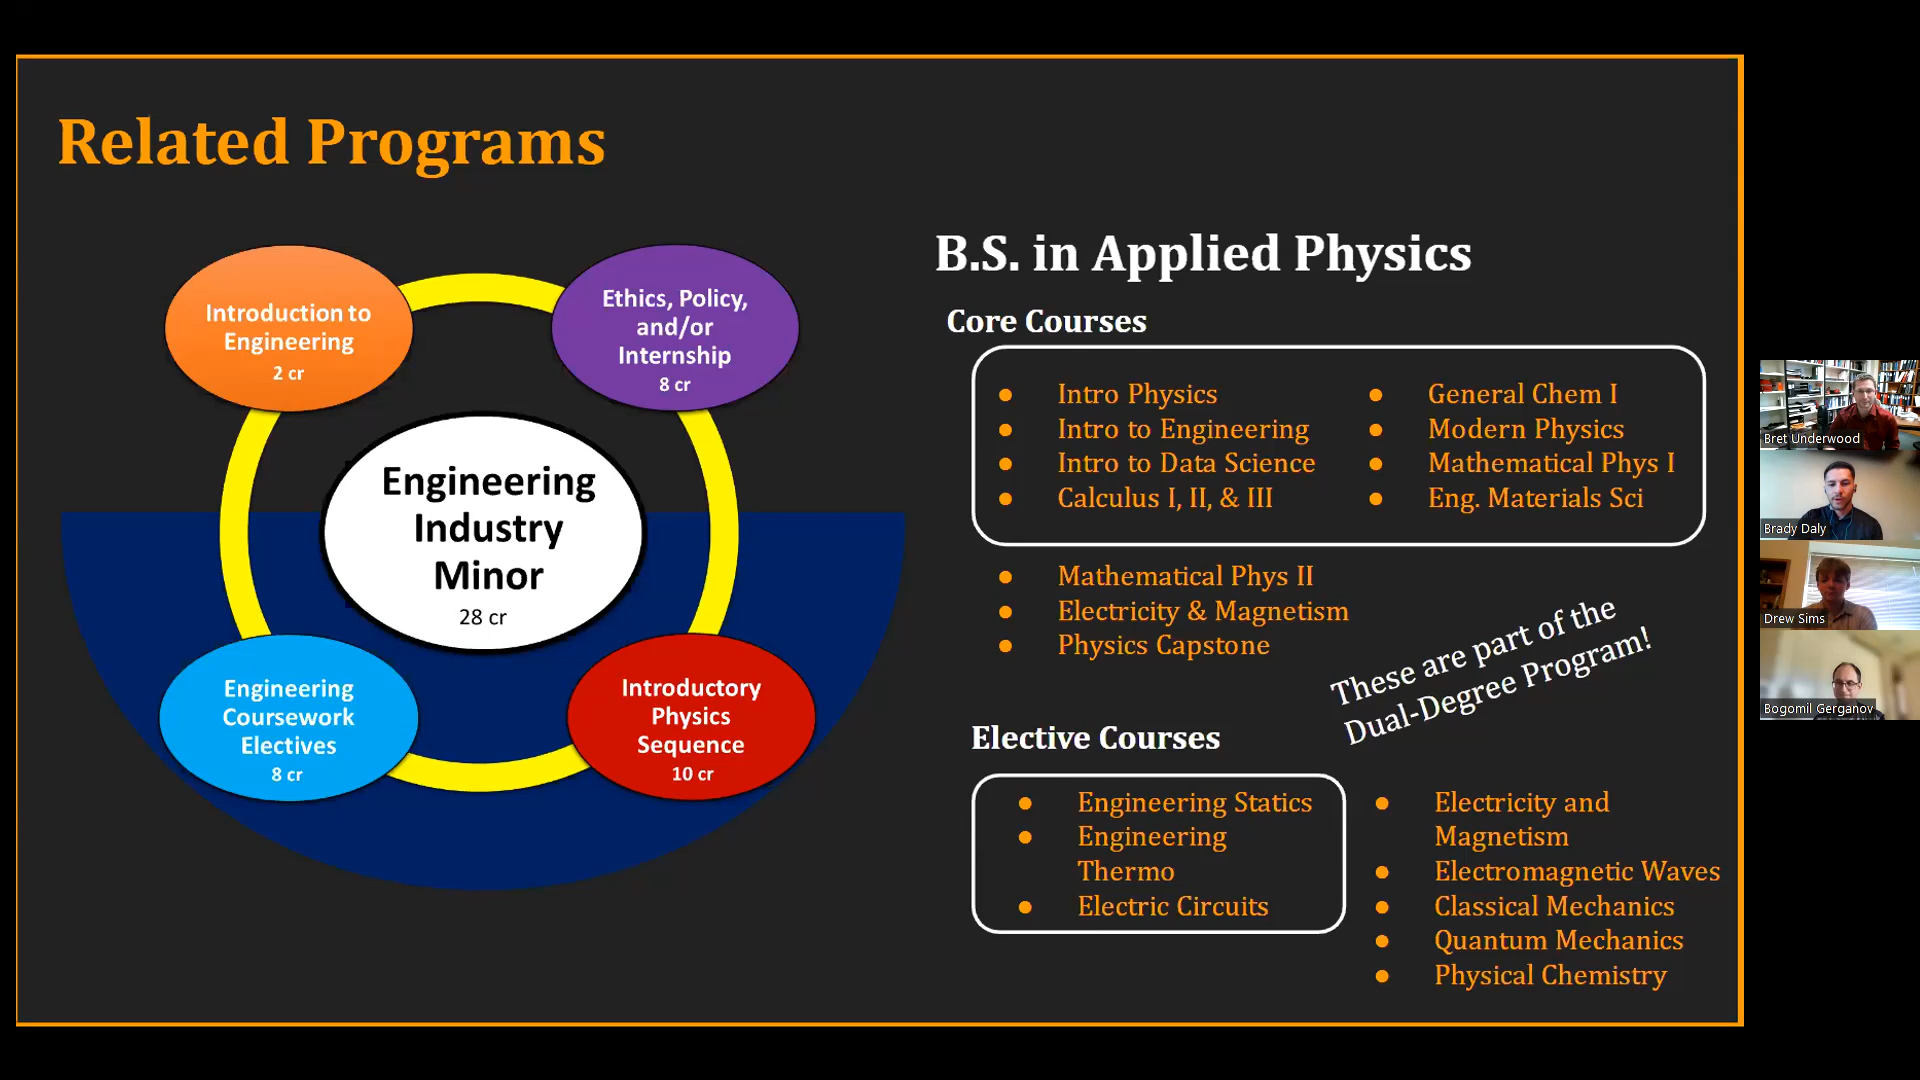 Related Programs
Introduction to
Engineering
2 cr
Ethics, Policy,
and/or
Internship
8 cr
Engineering
Industry
Minor
28 cr
Engineering
Coursework
Electives
8 cr
Introductory
Physics
Sequence
10 cr
B.S. in Applied Physics
Core Courses
● Intro Physics
● Intro to Engineering
● Intro to Data Science
● Calculus I, II, & III
● General Chem I
● Modern Physics
● Mathematical Phys I
● Eng. Materials Sci
● Mathematical Phys II
● Electricity & Magnetism
● Physics Capstone
These are part of the
Dual-Degree Program!
Elective Courses
● Engineering Statics
● Engineering
Thermo
● Electric Circuits
● Electricity and
Magnetism
● Electromagnetic Waves
● Classical Mechanics
● Quantum Mechanics
● Physical Chemistry
Bret Underwood
Brady Daly
Drew Sims
Bogomil Gerganov